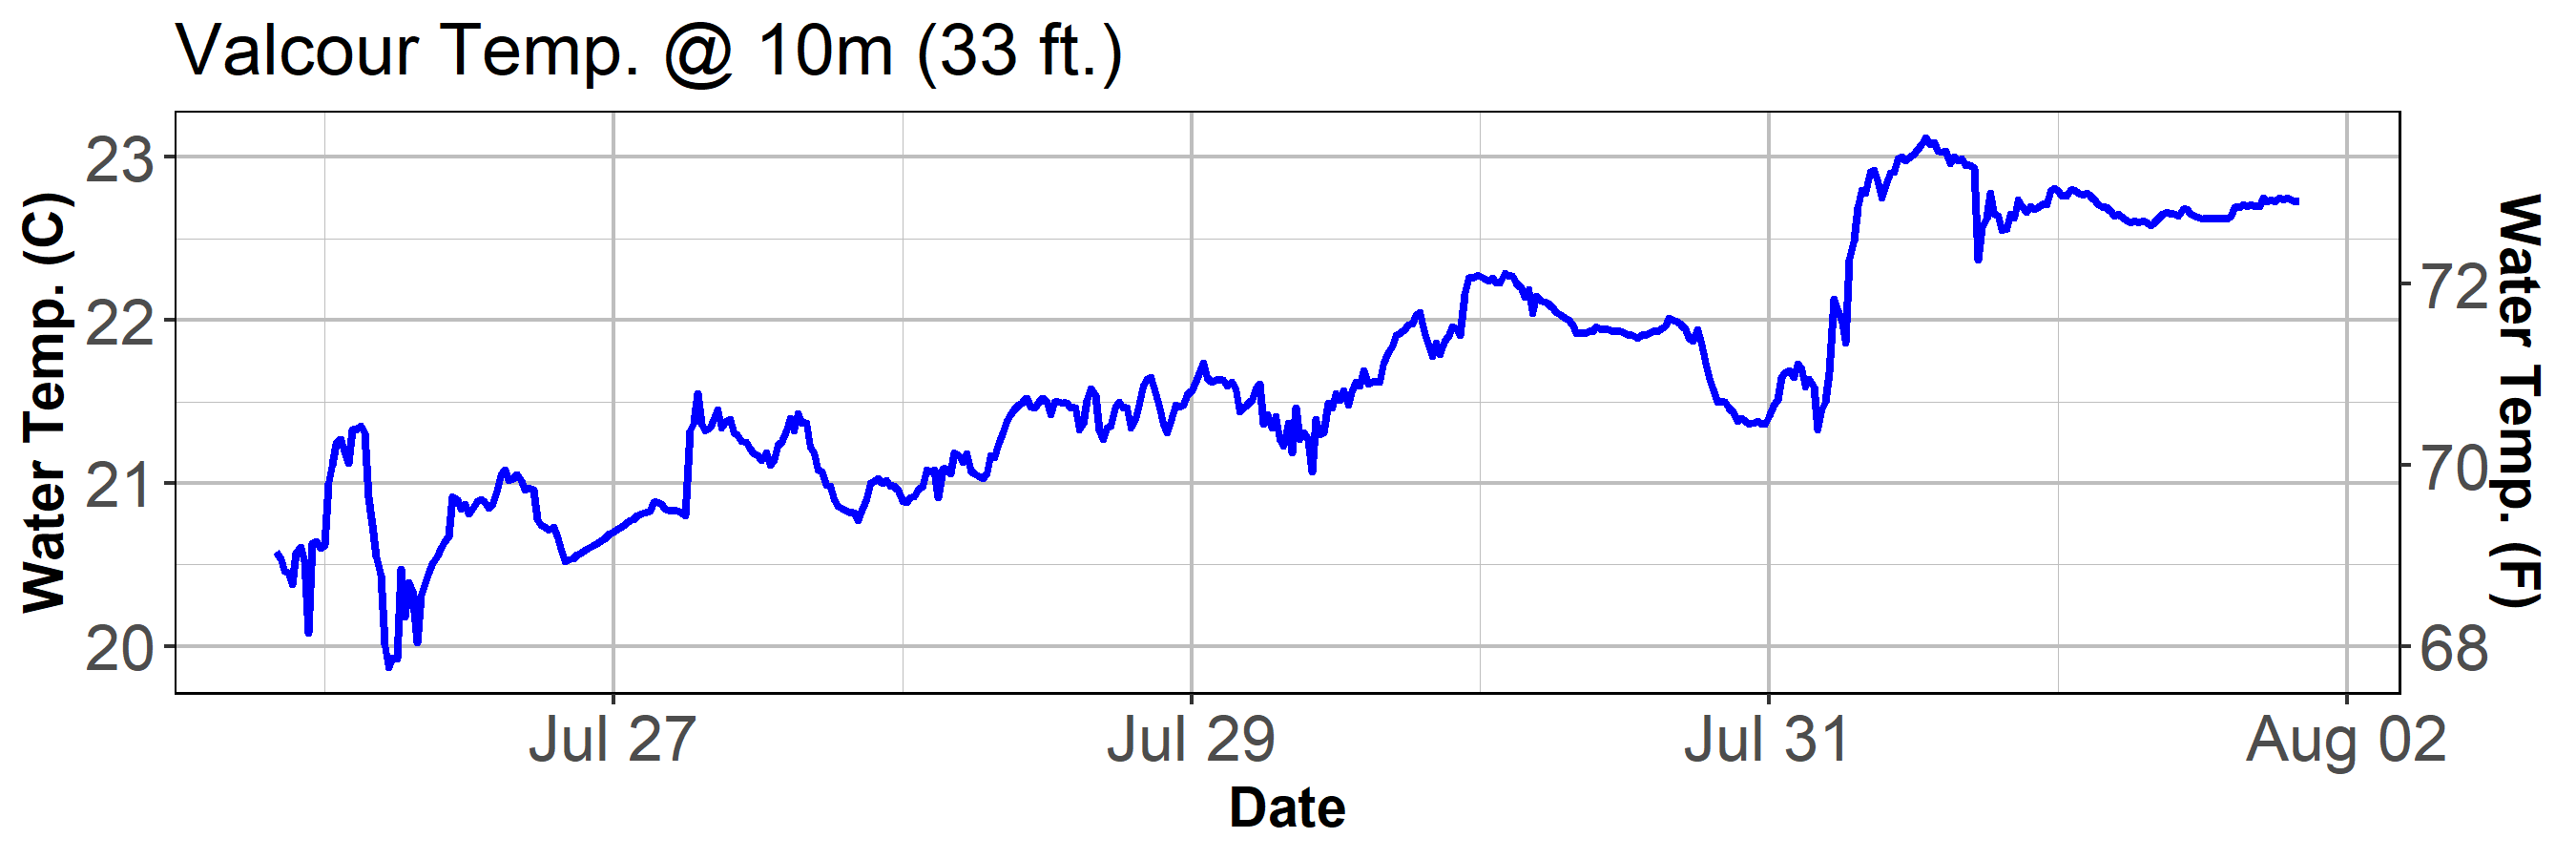 Valcour Temp. @ 10m (33 ft.)
Water Temp. (C)
23
22
21
20
72
70
68
Water Temp. (F)
Jul 27
Jul 29
Jul 31
Aug 02
Date